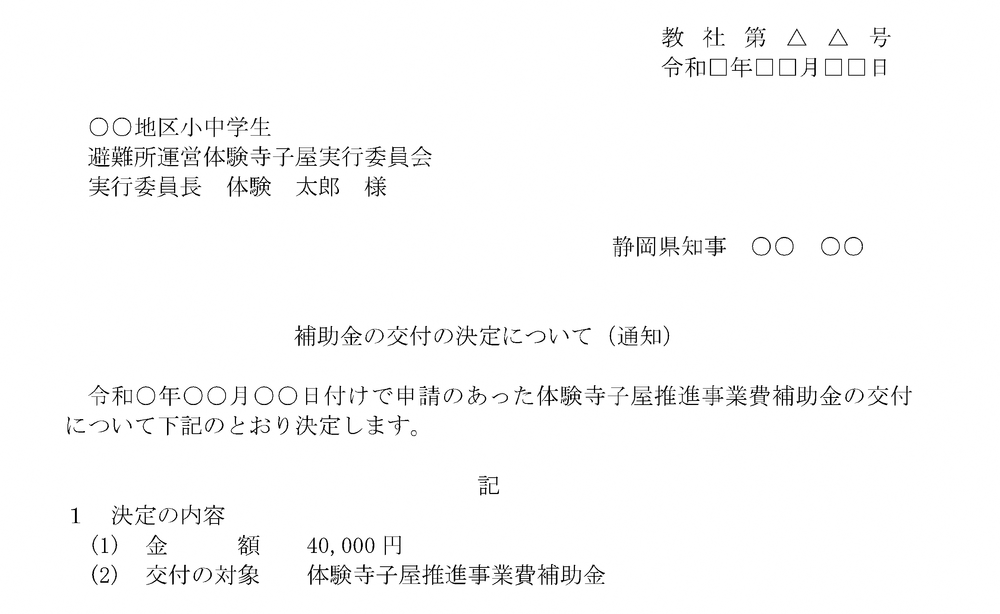 教　社　第　△　△　号
令和□年□□月□□日
○○地区小中学生
避難所運営体験寺子屋実行委員会
実行委員長　体験　太郎　様
静岡県知事　○○　○○
補助金の交付の決定について（通知）
令和○年○○月○○日付けで申請のあった体験寺子屋推進事業費補助金の交付
について下記のとおり決定します。
記
１　決定の内容
(1)　金　　　額　　40,000 円
(2)　交付の対象　　体験寺子屋推進事業費補助金